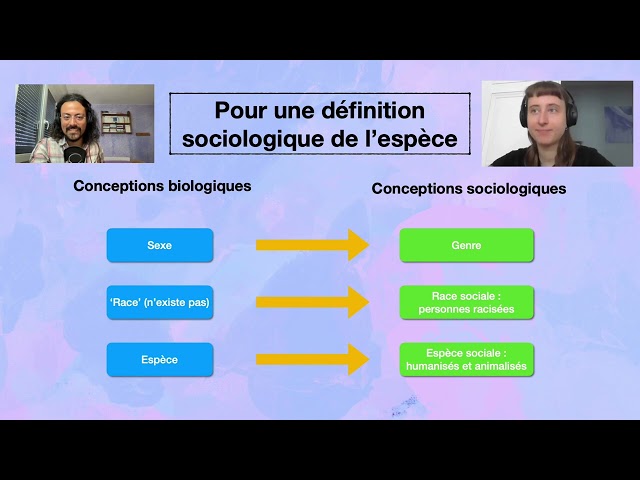 Pour une définition
sociologique de l'espèce
Conceptions biologiques
Conceptions sociologiques
Sexe
Genre
'Race' (n'existe pas)
Race sociale :
personnes racisées
Espèce
Espèce sociale :
humanisés et animalisés